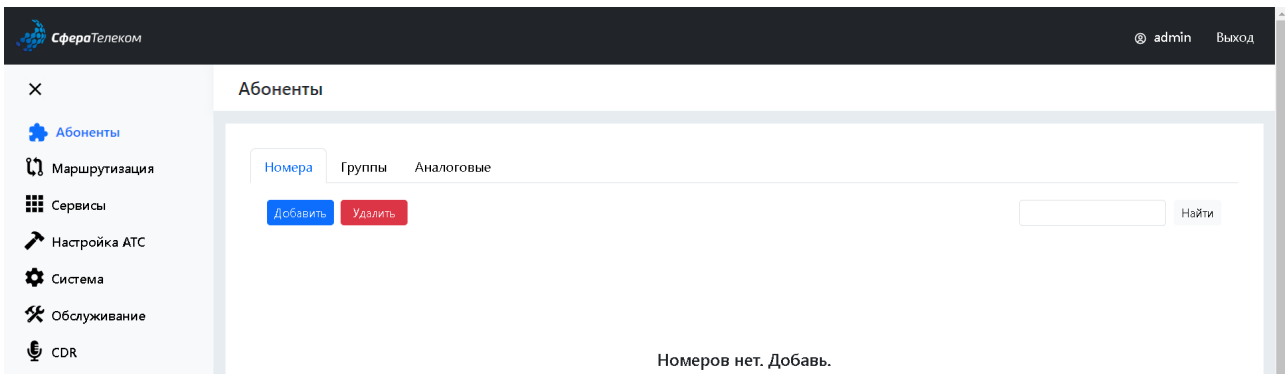 СфераТелеком
admin Выход
Абоненты
Абоненты
Маршрутизация
Сервисы
Настройка АТС
Система
Обслуживание
CDR
Номера Группы Аналоговые
Добавить Удалить Найти
Номеров нет. Добавь.